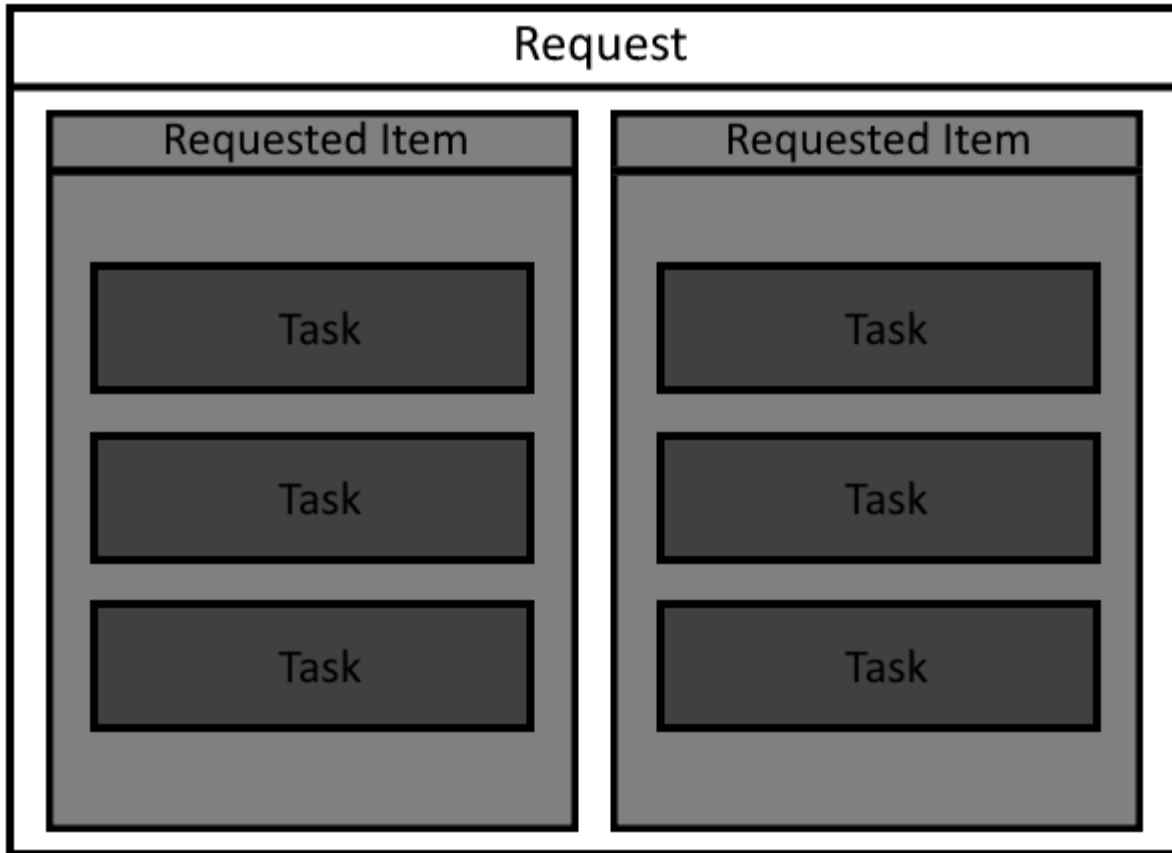 Request
Requested Item
Task
Task
Task
Requested Item
Task
Task
Task